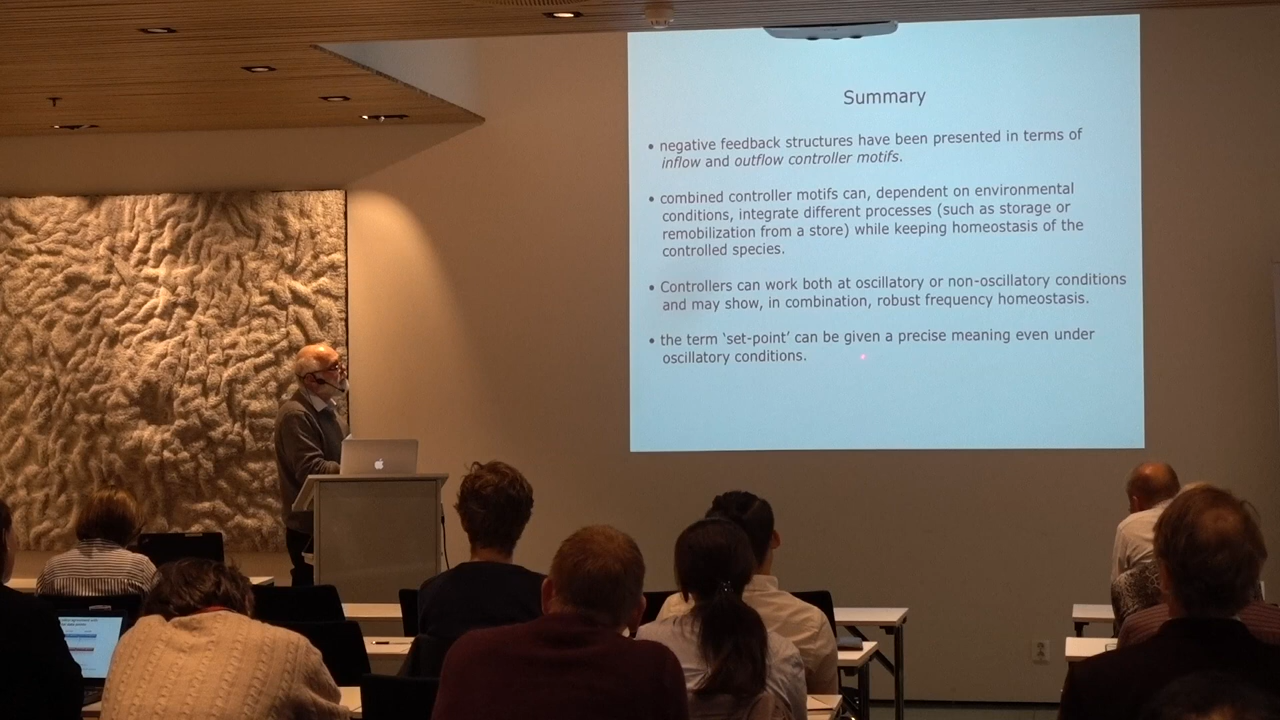 Summary
• negative feedback structures have been presented in terms of
inflow and outflow controller motifs.
• combined controller motifs can, dependent on environmental
conditions, integrate different processes (such as storage or
remobilization from a store) while keeping homeostasis of the
controlled species.
• Controllers can work both at oscillatory or non-oscillatory conditions
and may show, in combination, robust frequency homeostasis.
• the term ‘set-point’ can be given a precise meaning even under
oscillatory conditions.